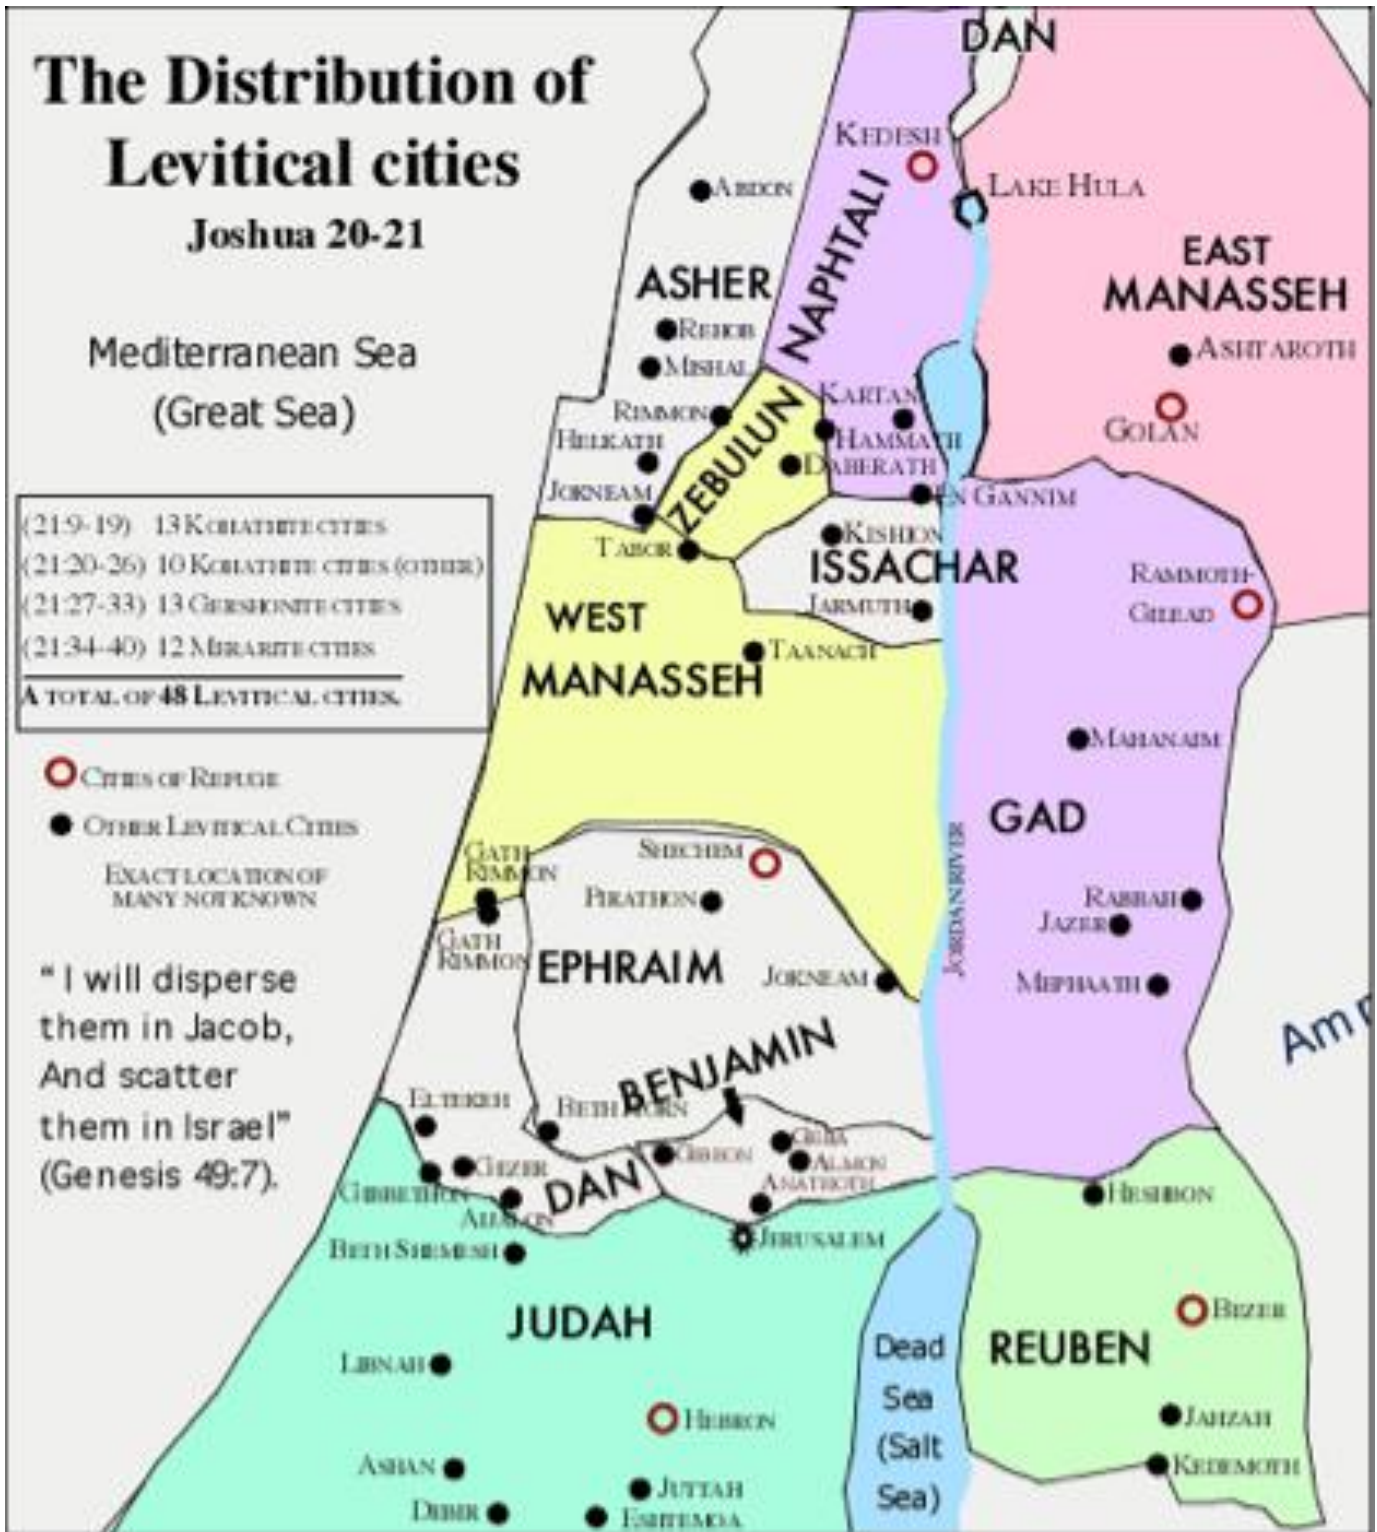 The Distribution of
Levitical cities
Joshua 20-21
Mediterranean Sea
(Great Sea)
(21:9-19) 13 KOHATHITE CITIES
(21:20-26) 10 KOHATHITE CITIES (OTHER)
(21:27-33) 13 GERSHONITE CITIES
(21:34-40) 12 MERARITE CITIES
A TOTAL OF 48 LEVITICAL CITIES.
CITIES OF REFUGE
OTHER LEVITICAL CITIES
EXACT LOCATION OF
MANY NOT KNOWN
“ I will disperse
them in Jacob,
And scatter
them in Israel”
(Genesis 49:7).
DAN
KEDESH
LAKE HULA
ABDON
NAPHTALI
EAST
MANASSEH
ASHER
REHOB
MISHAL
ASHTAROTH
GOLAN
RIMMON
KARTAN
ZEBULUN
HELKATH
HAMMATH
DABERATH
JOKNEAM
EN GANNIM
KISHION
TABOR
ISSACHAR
RAMMOTH-
GILEAD
JARMUTH
WEST
MANASSEH
TAANACH
MAHANAIM
GAD
JORDAN RIVER
SHECHEM
GATH
RIMMON
PIRATHON
RABBAH
JAZER
GATH
RIMMON
EPHRAIM
JOKNEAM
MEPHAATH
Am
BENJAMIN
ELTEKEH
BETH HORN
GIBEON
GEBA
ALMON
GEZER
DAN
ANATHOTH
GIBBETHON
AIJALON
HESHBON
BETH SHEMESH
JERUSALEM
JUDAH
BEZER
REUBEN
Dead
Sea
(Salt
Sea)
LIBNAH
HEBRON
JAHZAH
ASHAN
KEDEMOTH
JUTTAH
DEBIR
ESHTEMOA